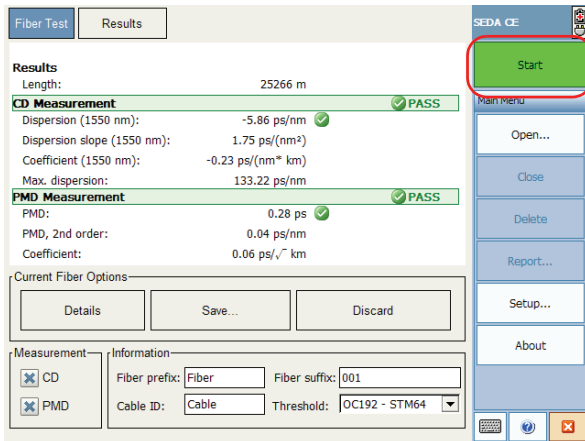 Fiber Test Results
SEDA CE
Start
Main Menu
Open...
Close
Delete
Report...
Setup...
About
Results
Length: 25266 m
CD Measurement PASS
Dispersion (1550 nm): -5.86 ps/nm
Dispersion slope (1550 nm): 1.75 ps/(nm²)
Coefficient (1550 nm): -0.23 ps/(nm* km)
Max. dispersion: 133.22 ps/nm
PMD Measurement PASS
PMD: 0.28 ps
PMD, 2nd order: 0.04 ps/nm
Coefficient: 0.06 ps/√ km
Current Fiber Options
Details Save... Discard
Measurement
CD
PMD
Information
Fiber prefix: Fiber Fiber suffix: 001
Cable ID: Cable Threshold: OC192 - STM64